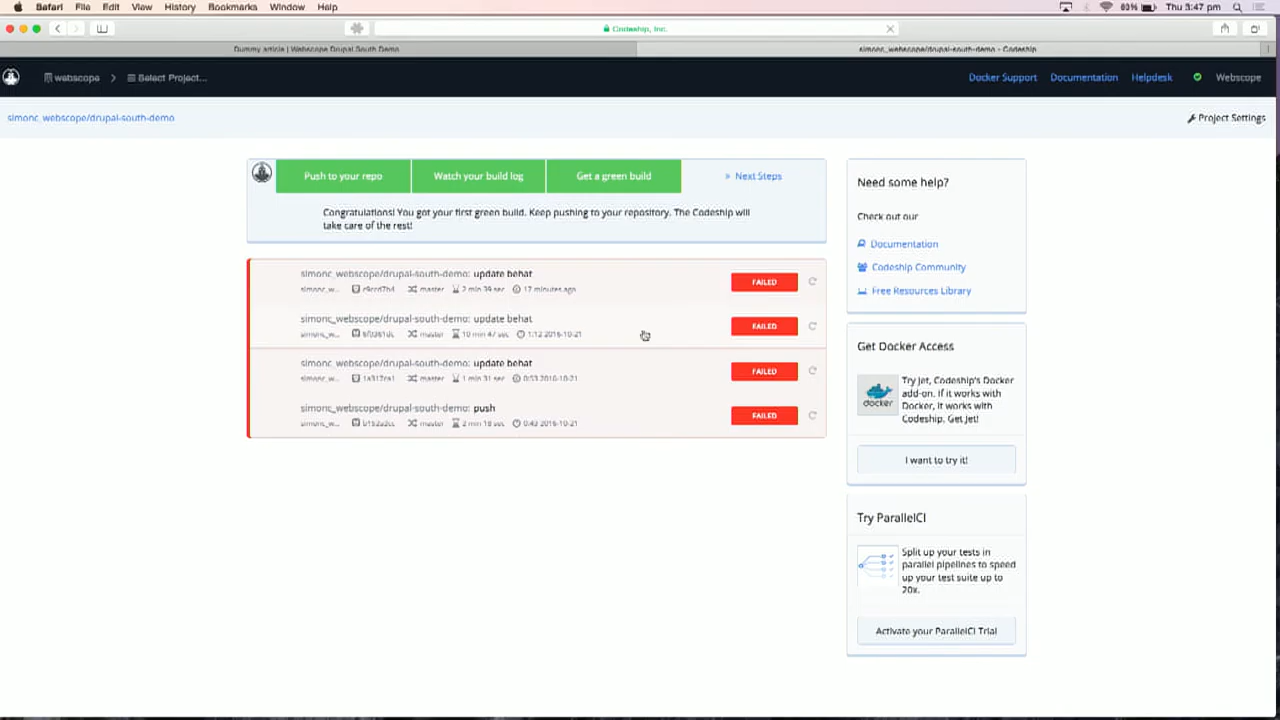 Safari File Edit View History Bookmarks Window Help 80% Thu 3:47 pm
Codeship, Inc.
Dummy article | Webscope Drupal South Demo simonc_webscope/drupal-south-demo - Codeship
webscope Select Project... Docker Support Documentation Helpdesk Webscope
simonc_webscope/drupal-south-demo Project Settings
Push to your repo Watch your build log Get a green build » Next Steps
Congratulations! You got your first green build. Keep pushing to your repository. The Codeship will
take care of the rest!
simonc_webscope/drupal-south-demo: update behat FAILED
simonc_w... master 2 min 39 sec 17 minutes ago
simonc_webscope/drupal-south-demo: update behat FAILED
simonc_w... master 10 min 47 sec 1:12 2016-10-21
simonc_webscope/drupal-south-demo: update behat FAILED
simonc_w... master 1 min 31 sec 0:53 2016-10-21
simonc_webscope/drupal-south-demo: push FAILED
simonc_w... master 2 min 18 sec 0:43 2016-10-21
Need some help?
Check out our
Documentation
Codeship Community
Free Resources Library
Get Docker Access
docker
Try Jet, Codeship's Docker
add-on. If it works with
Docker, it works with
Codeship. Get Jet!
I want to try it!
Try ParallelCI
Split up your tests in
parallel pipelines to speed
up your test suite up to
20x.
Activate your ParallelCI Trial